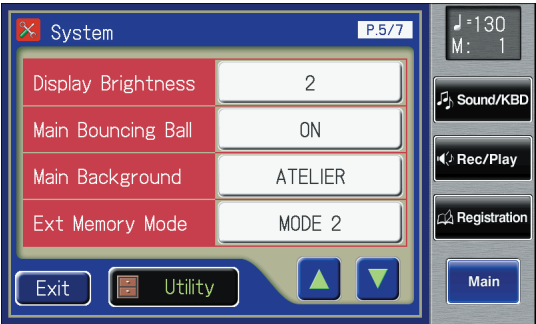 System
P.5/7
Display Brightness 2
Main Bouncing Ball ON
Main Background ATELIER
Ext Memory Mode MODE 2
Exit
Utility
♩=130
M: 1
Sound/KBD
Rec/Play
Registration
Main